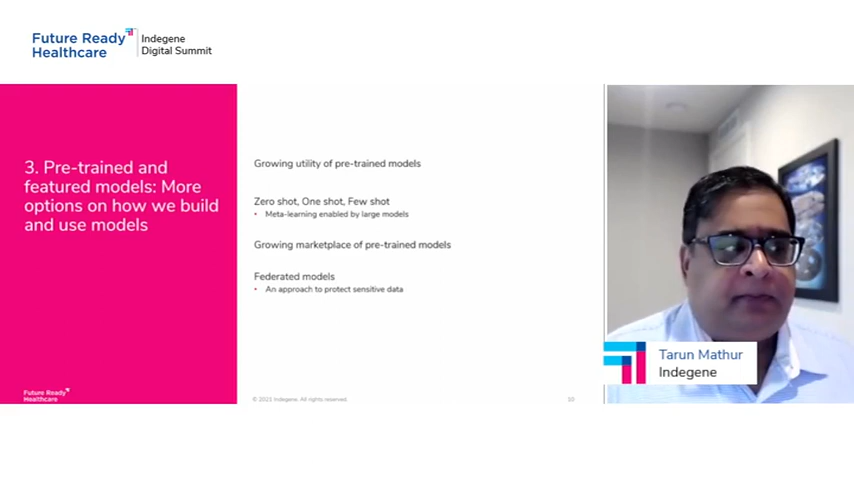 Future Ready
Healthcare
Indegene
Digital Summit
3. Pre-trained and
featured models: More
options on how we build
and use models
Growing utility of pre-trained models
Zero shot, One shot, Few shot
• Meta-learning enabled by large models
Growing marketplace of pre-trained models
Federated models
• An approach to protect sensitive data
Tarun Mathur
Indegene
Future Ready
Healthcare
© 2021 Indegene. All rights reserved.
10